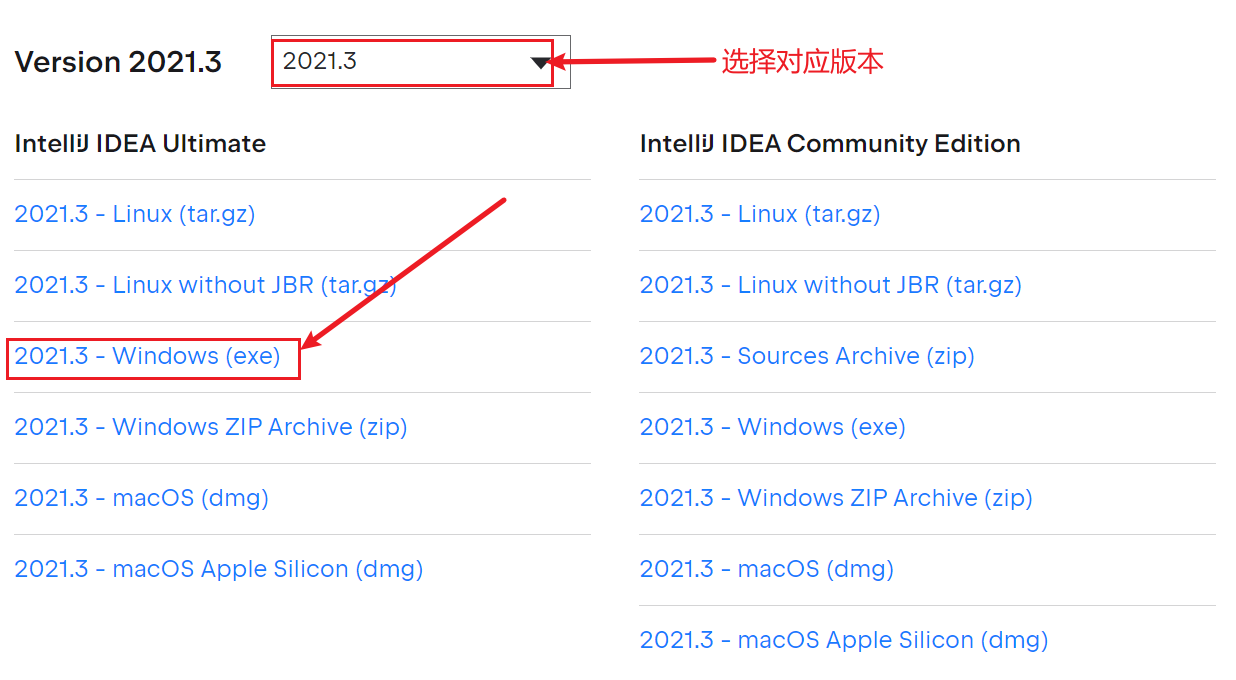 Version 2021.3
2021.3
选择对应版本
IntelliJ IDEA Ultimate
2021.3 - Linux (tar.gz)
2021.3 - Linux without JBR (tar.gz)
2021.3 - Windows (exe)
2021.3 - Windows ZIP Archive (zip)
2021.3 - macOS (dmg)
2021.3 - macOS Apple Silicon (dmg)
IntelliJ IDEA Community Edition
2021.3 - Linux (tar.gz)
2021.3 - Linux without JBR (tar.gz)
2021.3 - Sources Archive (zip)
2021.3 - Windows (exe)
2021.3 - Windows ZIP Archive (zip)
2021.3 - macOS (dmg)
2021.3 - macOS Apple Silicon (dmg)